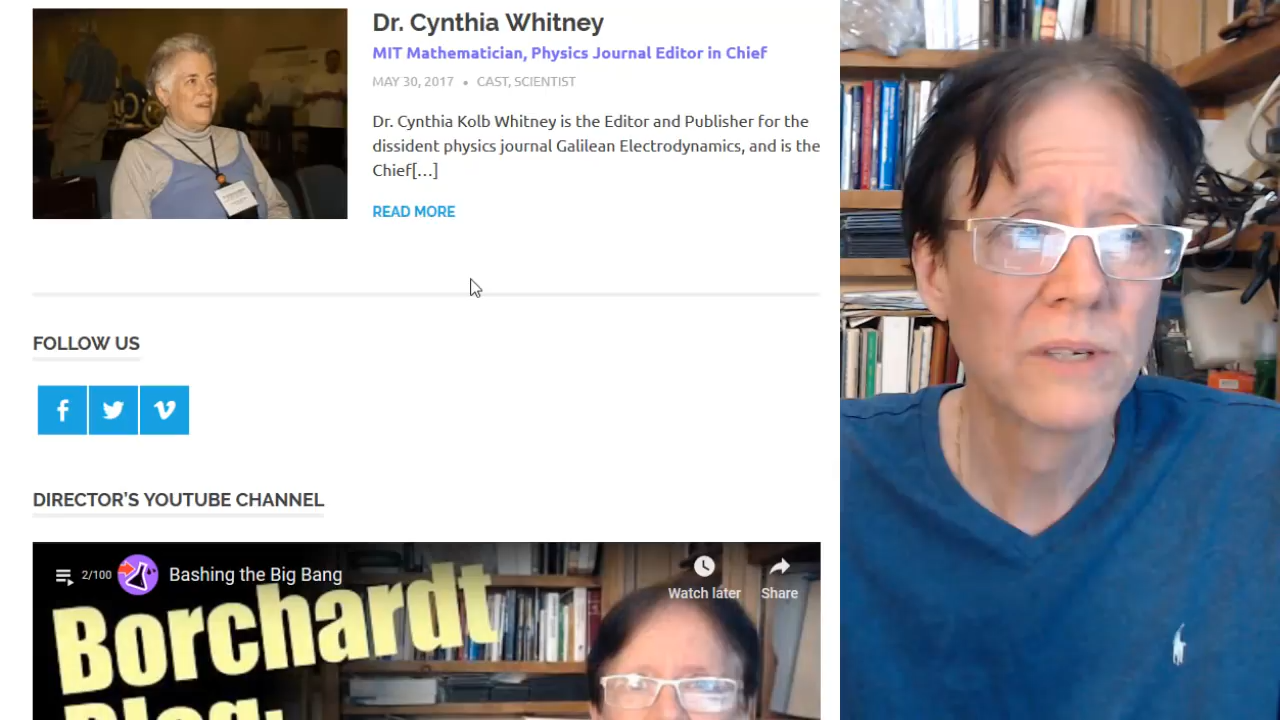 Dr. Cynthia Whitney
MIT Mathematician, Physics Journal Editor in Chief
MAY 30, 2017 • CAST, SCIENTIST
Dr. Cynthia Kolb Whitney is the Editor and Publisher for the
dissident physics journal Galilean Electrodynamics, and is the
Chief[…]
READ MORE
FOLLOW US
DIRECTOR'S YOUTUBE CHANNEL
2/100
Bashing the Big Bang
Watch later
Share
Borchardt
Blog: